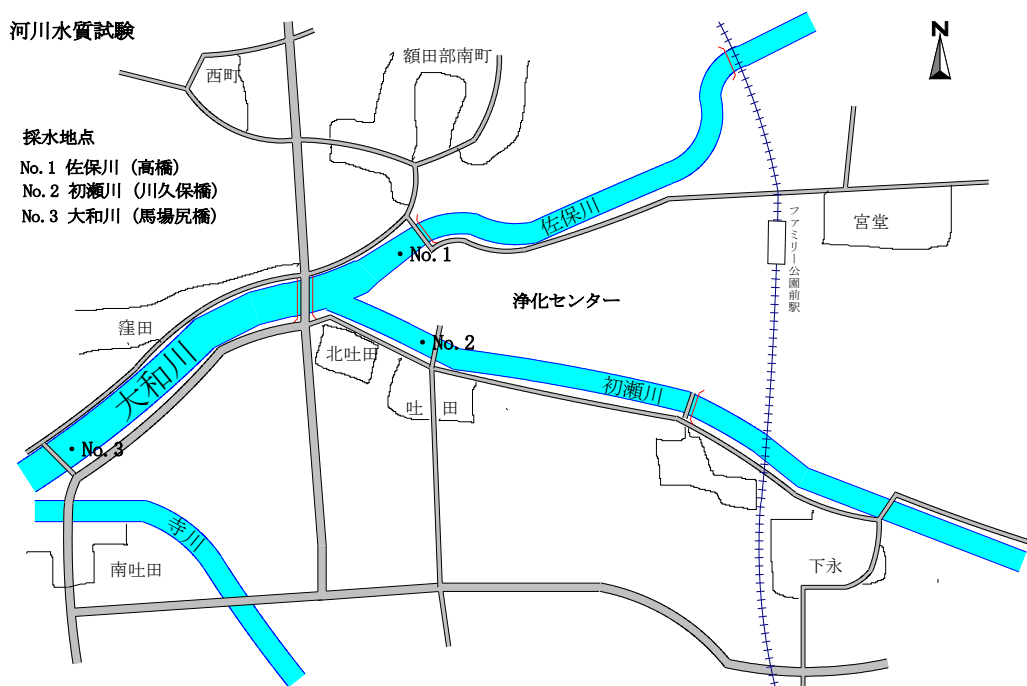 河川水質試験
N
額田部南町
西町
採水地点
No.1 佐保川 (高橋)
No.2 初瀬川 (川久保橋)
No.3 大和川 (馬場尻橋)
佐保川
宮堂
ファミリー公園前駅
No.1
浄化センター
窪田
No.2
北吐田
大和川
初瀬川
吐田
No.3
寺川
南吐田
下永